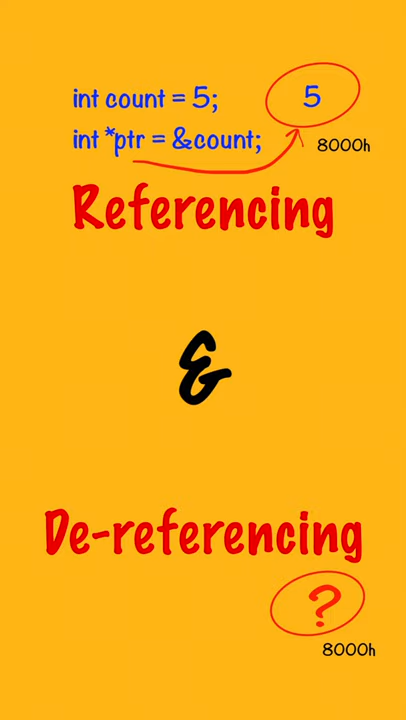 int count = 5;
5
int *ptr = &count;
8000h
Referencing
&
De-referencing
?
8000h